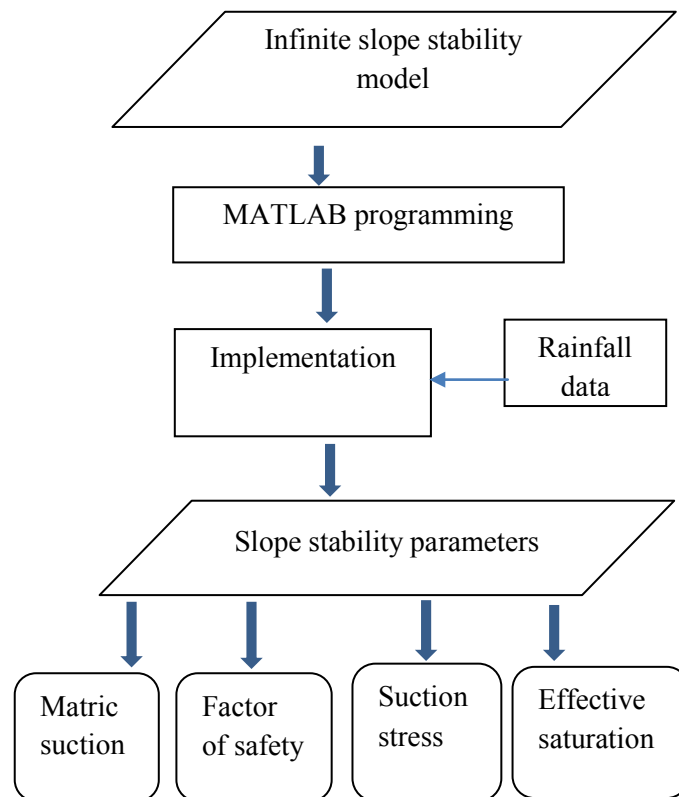 Infinite slope stability
model
MATLAB programming
Implementation
Rainfall
data
Slope stability parameters
Matric
suction
Factor
of safety
Suction
stress
Effective
saturation